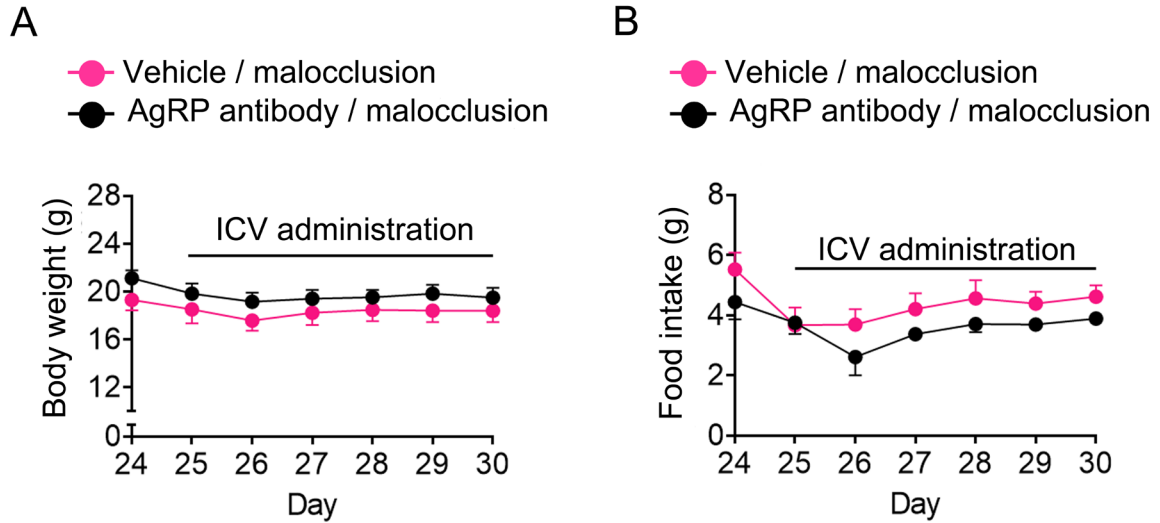 A
Vehicle / malocclusion
AgRP antibody / malocclusion
Body weight (g)
28
24
20
16
12
0
ICV administration
24 25 26 27 28 29 30
Day
B
Vehicle / malocclusion
AgRP antibody / malocclusion
Food intake (g)
8
6
4
2
0
ICV administration
24 25 26 27 28 29 30
Day